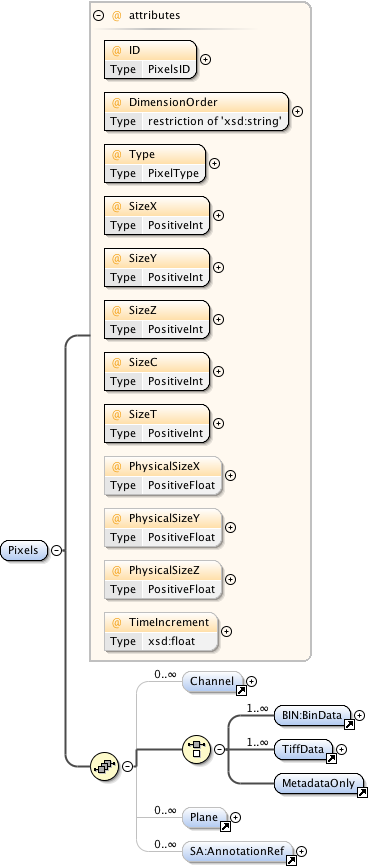 @ attributes
@ ID
Type PixelsID
@ DimensionOrder
Type restriction of 'xsd:string'
@ Type
Type PixelType
@ SizeX
Type PositiveInt
@ SizeY
Type PositiveInt
@ SizeZ
Type PositiveInt
@ SizeC
Type PositiveInt
@ SizeT
Type PositiveInt
@ PhysicalSizeX
Type PositiveFloat
@ PhysicalSizeY
Type PositiveFloat
Pixels
@ PhysicalSizeZ
Type PositiveFloat
@ TimeIncrement
Type xsd:float
0..∞ Channel
1..∞ BIN:BinData
1..∞ TiffData
MetadataOnly
0..∞ Plane
0..∞ SA:AnnotationRef